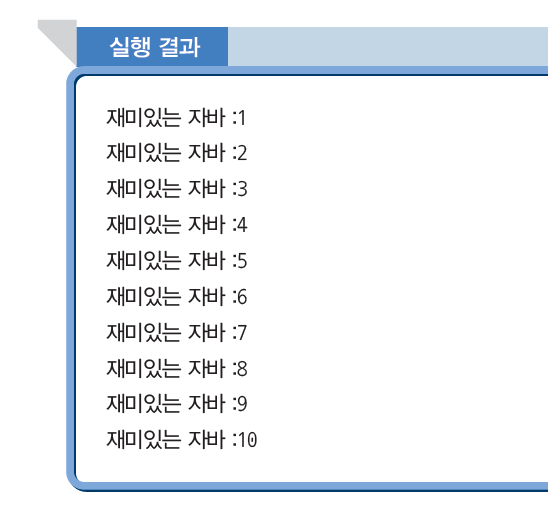 실행 결과
재미있는 자바 :1
재미있는 자바 :2
재미있는 자바 :3
재미있는 자바 :4
재미있는 자바 :5
재미있는 자바 :6
재미있는 자바 :7
재미있는 자바 :8
재미있는 자바 :9
재미있는 자바 :10